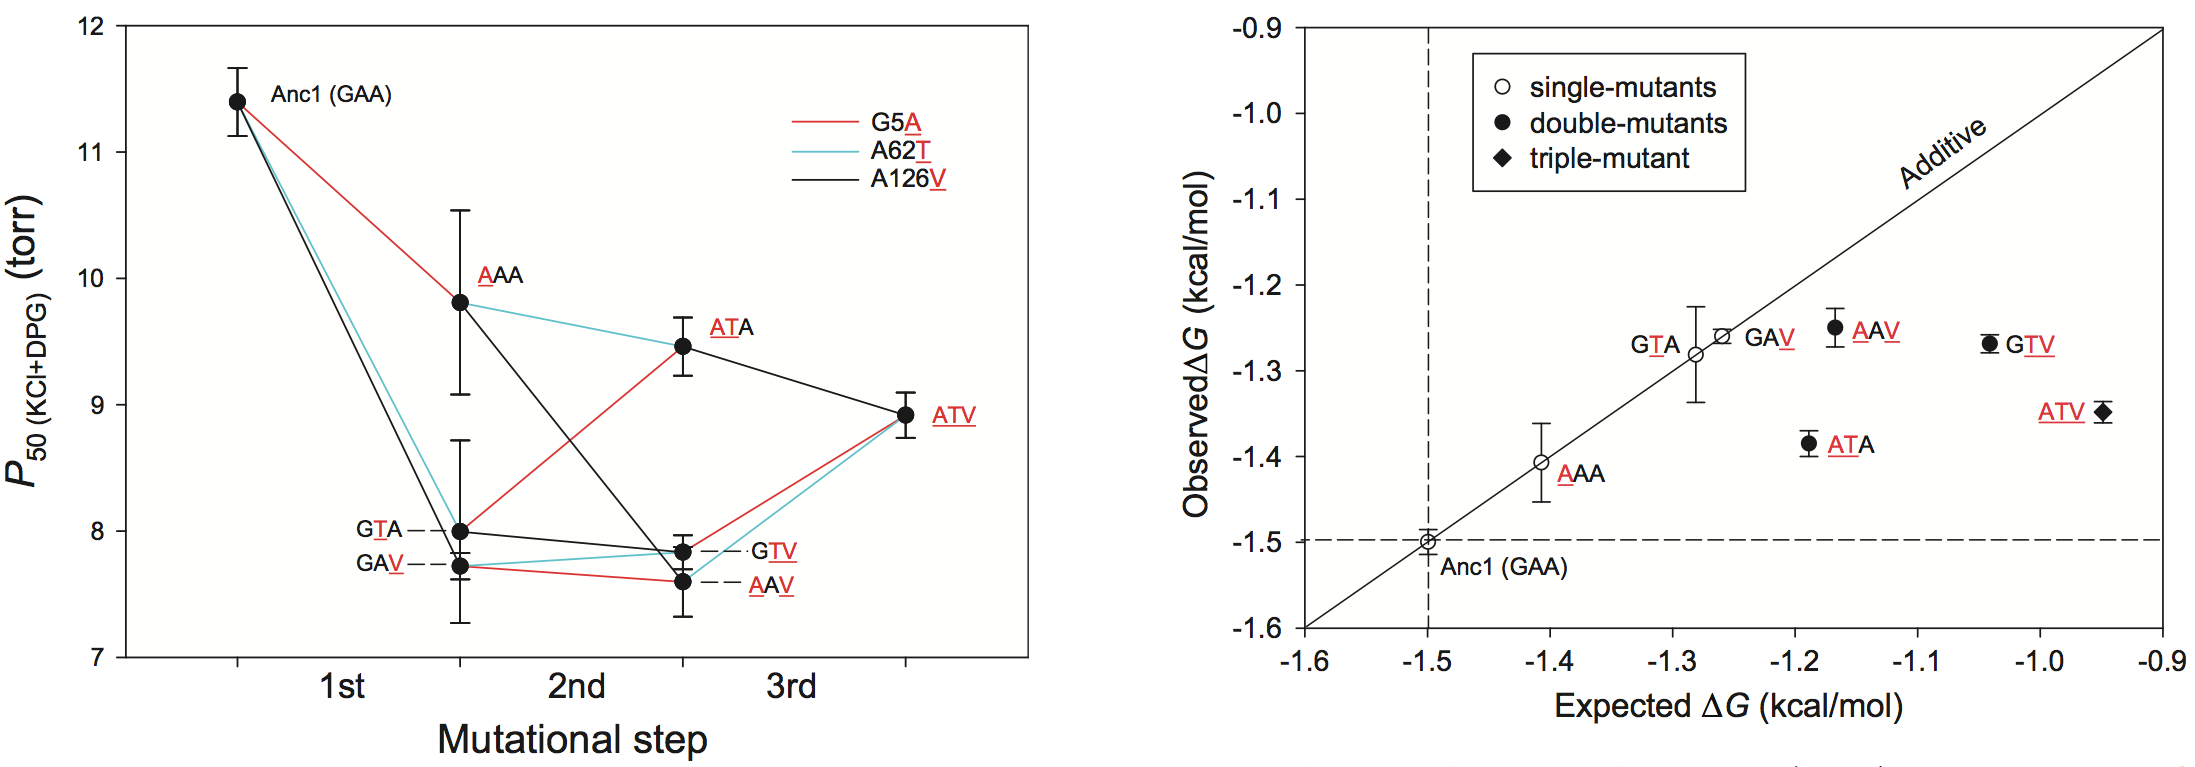 12
11
10
9
8
7
P50 (KCl+DPG) (torr)
Anc1 (GAA)
G5A
A62T
A126V
AAA
ATA
ATV
GTA
GAV
GTV
AAV
1st 2nd 3rd
Mutational step
-0.9
-1.0
-1.1
-1.2
-1.3
-1.4
-1.5
-1.6
ObservedΔG (kcal/mol)
single-mutants
double-mutants
triple-mutant
Additive
GTA
GAV
AAV
GTV
ATV
ATA
AAA
Anc1 (GAA)
-1.6 -1.5 -1.4 -1.3 -1.2 -1.1 -1.0 -0.9
Expected ΔG (kcal/mol)